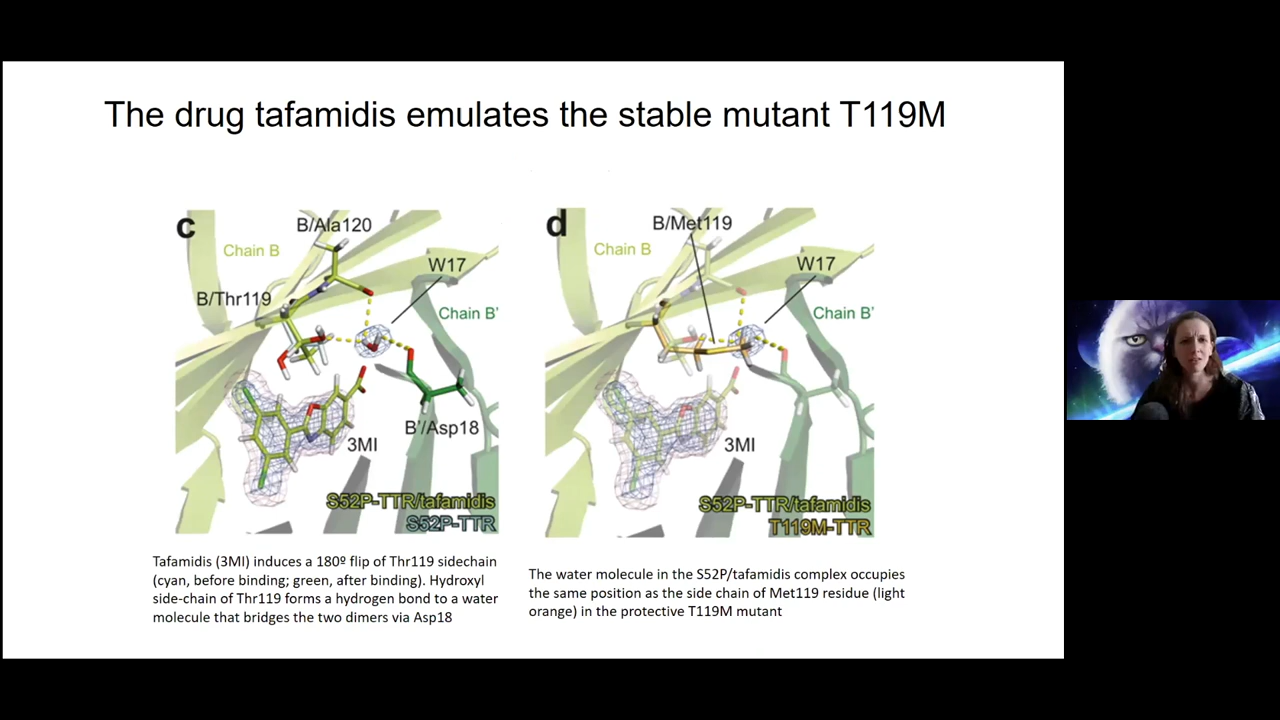 The drug tafamidis emulates the stable mutant T119M
c
B/Ala120
Chain B
W17
B/Thr119
Chain B’
B’/Asp18
3MI
S52P-TTR/tafamidis
S52P-TTR
Tafamidis (3MI) induces a 180º flip of Thr119 sidechain
(cyan, before binding; green, after binding). Hydroxyl
side-chain of Thr119 forms a hydrogen bond to a water
molecule that bridges the two dimers via Asp18
d
B/Met119
Chain B
W17
Chain B’
3MI
S52P-TTR/tafamidis
T119M-TTR
The water molecule in the S52P/tafamidis complex occupies
the same position as the side chain of Met119 residue (light
orange) in the protective T119M mutant